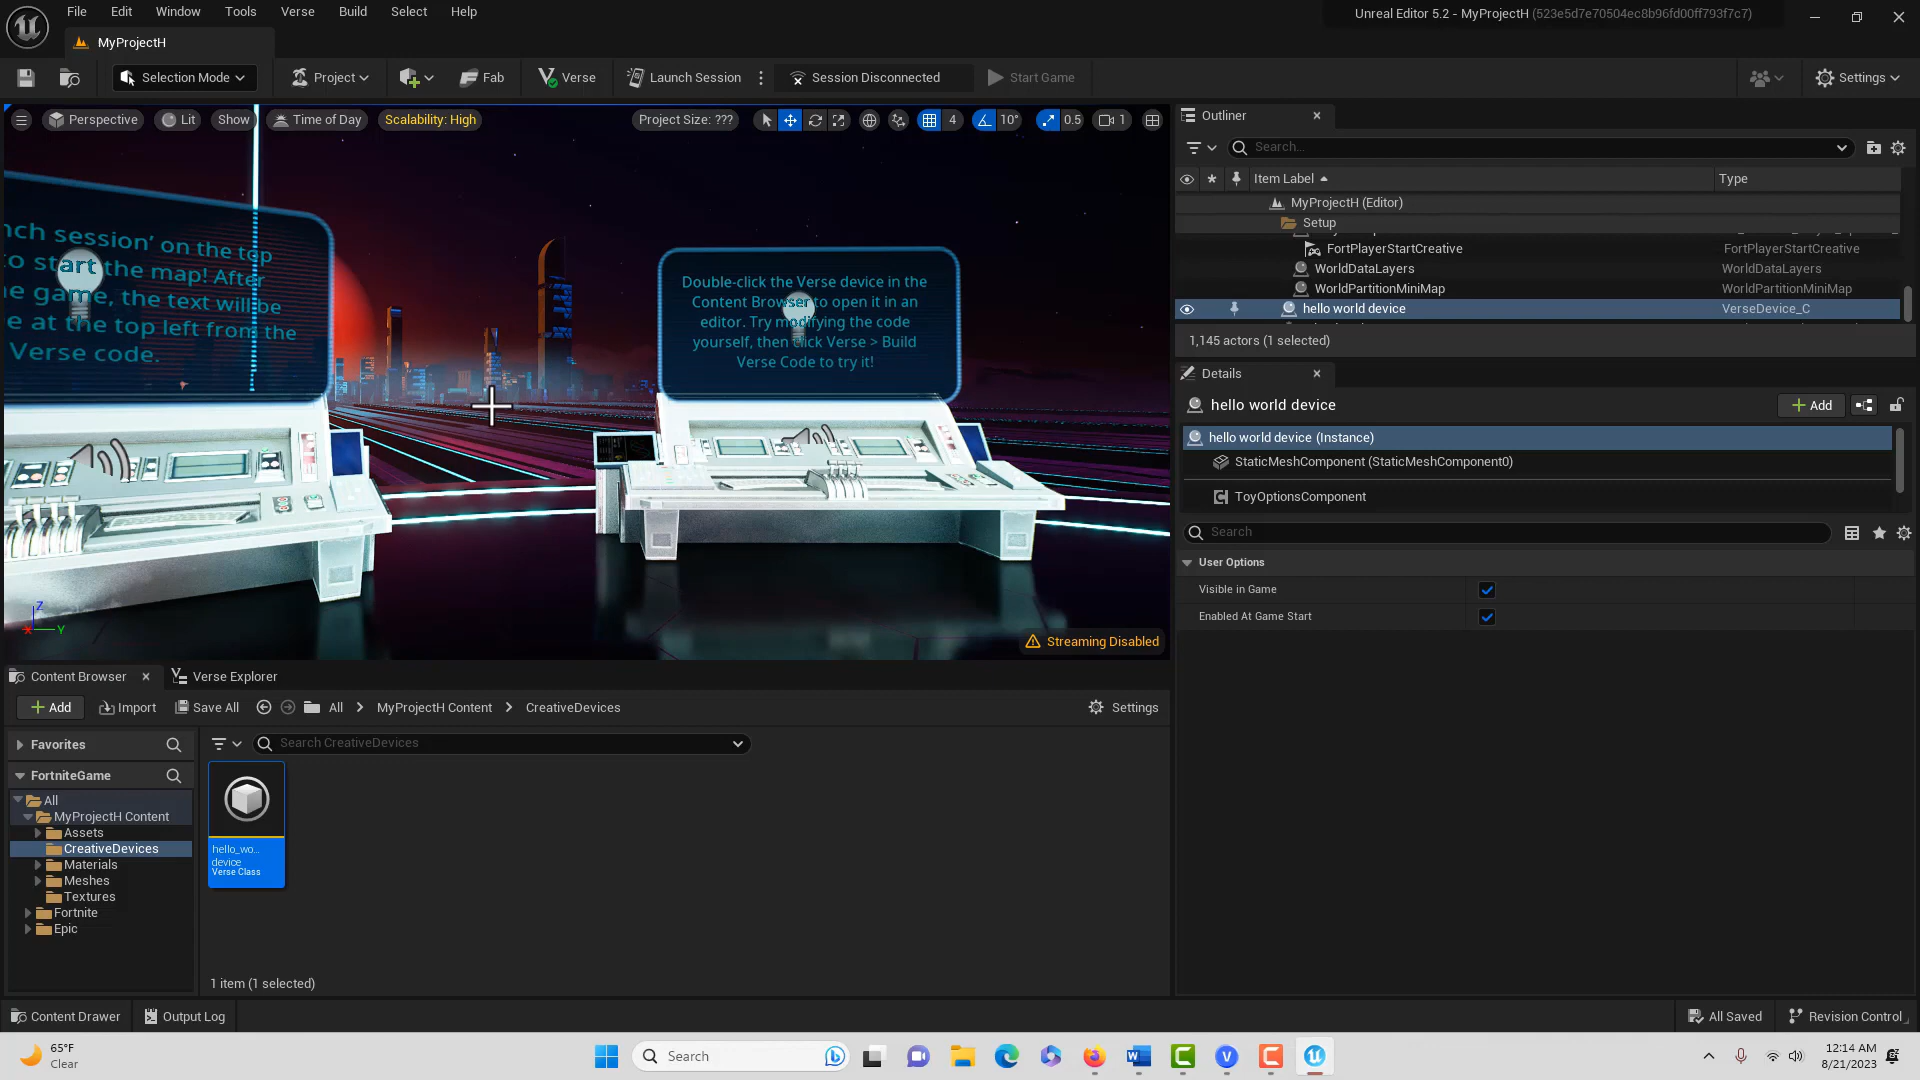 File Edit Window Tools Verse Build Select Help
Unreal Editor 5.2 - MyProjectH (523e5d7e70504ec8b96fd00ff793f7c7)
MyProjectH
Selection Mode Project Fab Verse Launch Session Session Disconnected Start Game Settings
Perspective Lit Show Time of Day Scalability: High Project Size: ??? 4 10° 0.5 1
nch session’ on the top
to start the map! After
e game, the text will be
e at the top left from the
Verse code.
art
Double-click the Verse device in the
Content Browser to open it in an
editor. Try modifying the code
yourself, then click Verse > Build
Verse Code to try it!
Z
X
Y
Streaming Disabled
Outliner
Search...
Item Label Type
MyProjectH (Editor)
Setup
FortPlayerStartCreative FortPlayerStartCreative
WorldDataLayers WorldDataLayers
WorldPartitionMiniMap WorldPartitionMiniMap
hello world device VerseDevice_C
1,145 actors (1 selected)
Details
hello world device Add
hello world device (Instance)
StaticMeshComponent (StaticMeshComponent0)
ToyOptionsComponent
Search
User Options
Visible in Game
Enabled At Game Start
Content Browser Verse Explorer
Add Import Save All All MyProjectH Content CreativeDevices Settings
Favorites
Search CreativeDevices
FortniteGame
All
MyProjectH Content
Assets
CreativeDevices
Materials
Meshes
Textures
Fortnite
Epic
hello_wo...
device
Verse Class
1 item (1 selected)
Content Drawer Output Log All Saved Revision Control
65°F
Clear
Search
12:14 AM
8/21/2023